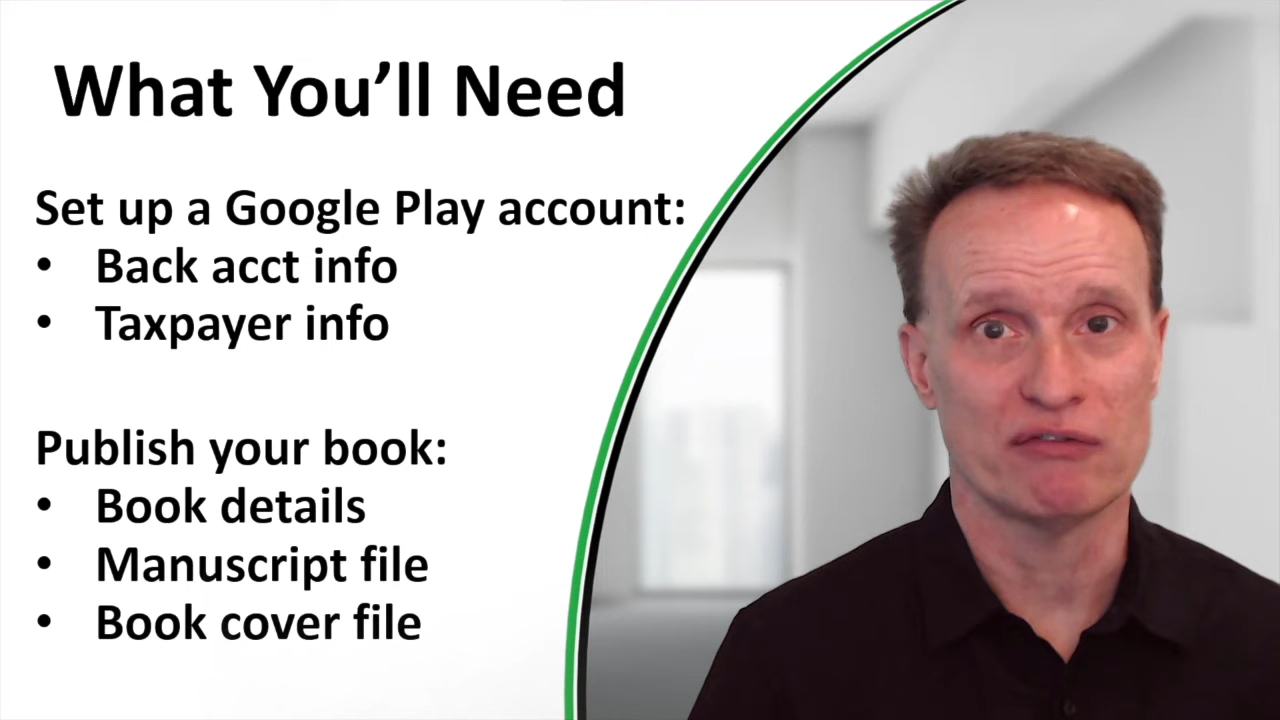 What You’ll Need
Set up a Google Play account:
• Back acct info
• Taxpayer info
Publish your book:
• Book details
• Manuscript file
• Book cover file